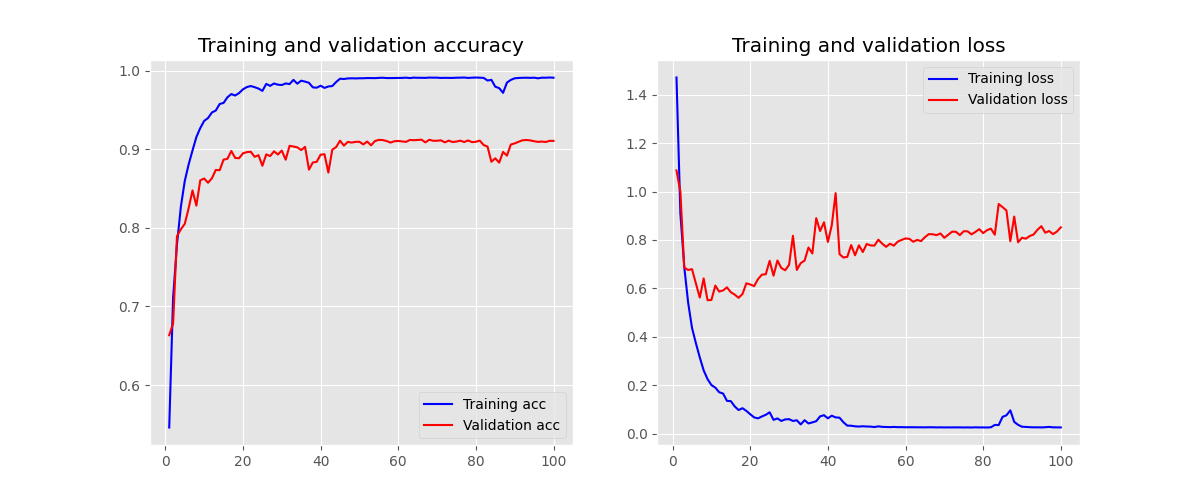 Training and validation accuracy
1.0
0.9
0.8
0.7
0.6
0 20 40 60 80 100
Training acc
Validation acc
Training and validation loss
1.4
1.2
1.0
0.8
0.6
0.4
0.2
0.0
0 20 40 60 80 100
Training loss
Validation loss